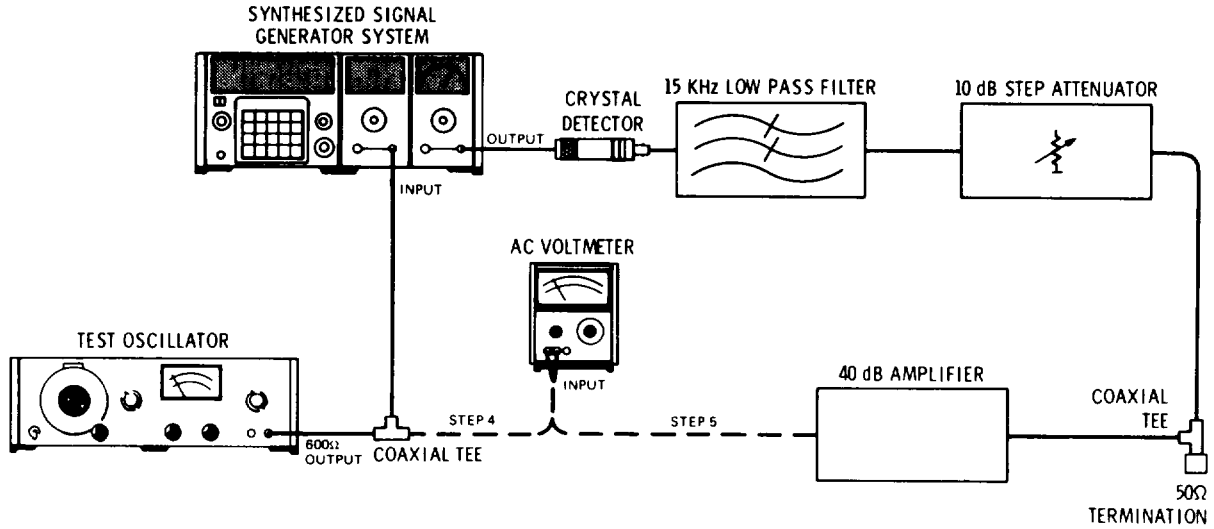 SYNTHESIZED SIGNAL
GENERATOR SYSTEM
CRYSTAL
DETECTOR
15 KHz LOW PASS FILTER
10 dB STEP ATTENUATOR
OUTPUT
INPUT
AC VOLTMETER
TEST OSCILLATOR
INPUT
40 dB AMPLIFIER
COAXIAL
TEE
STEP 4
STEP 5
600Ω
OUTPUT
COAXIAL TEE
50Ω
TERMINATION